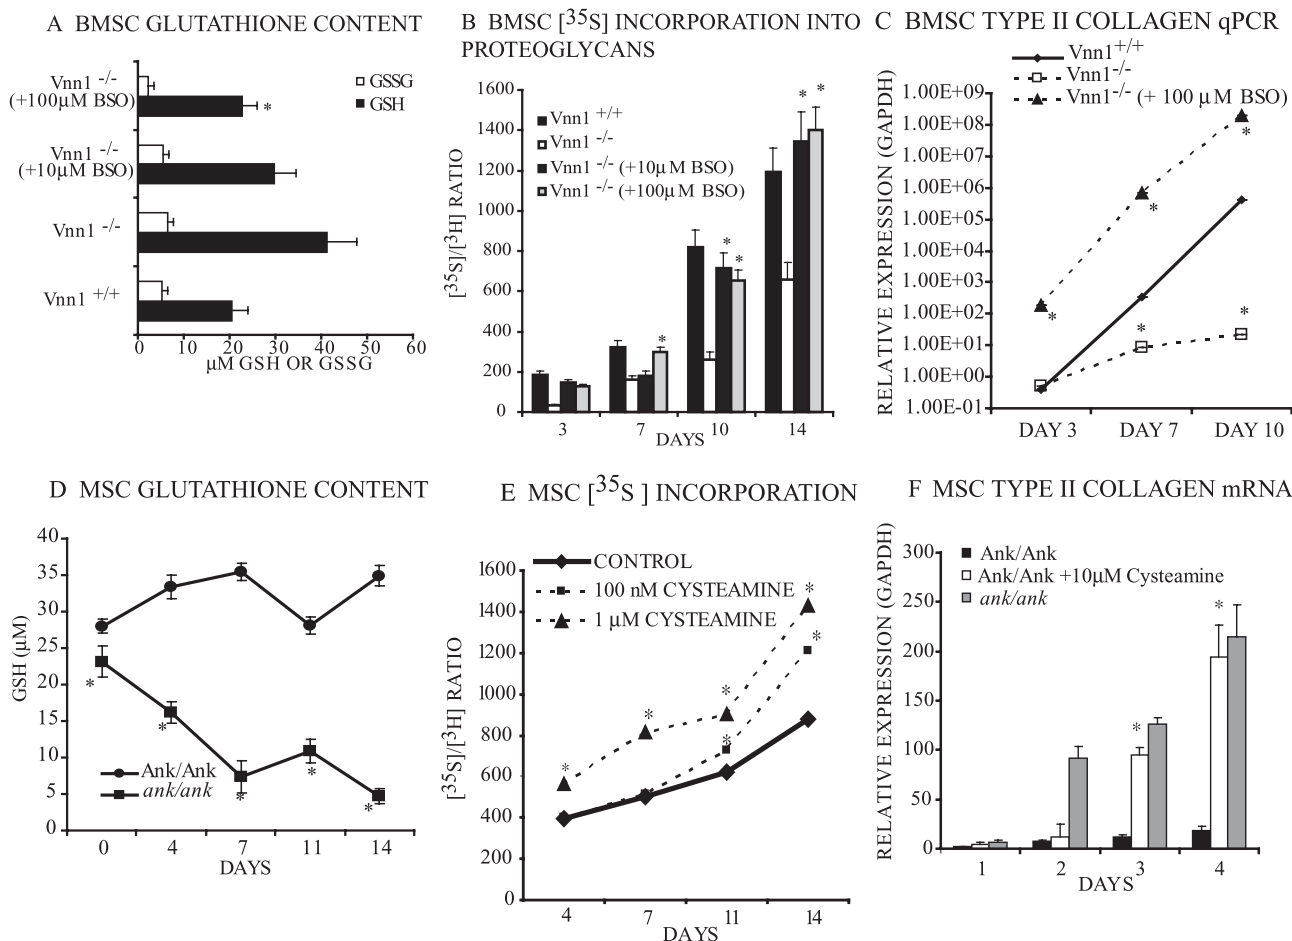 A BMSC GLUTATHIONE CONTENT
Vnn1 -/-
(+100µM BSO)
Vnn1 -/-
(+10µM BSO)
Vnn1 -/-
Vnn1 +/+
GSSG
GSH
*
0 10 20 30 40 50 60
µM GSH OR GSSG
B BMSC [35S] INCORPORATION INTO
PROTEOGLYCANS
[35S]/[3H] RATIO
1600
1400
1200
1000
800
600
400
200
0
Vnn1 +/+
Vnn1 -/-
Vnn1 -/- (+10µM BSO)
Vnn1 -/- (+100µM BSO)
* * * * *
3 7 10 14
DAYS
C BMSC TYPE II COLLAGEN qPCR
Vnn1+/+
Vnn1-/-
Vnn1-/- (+ 100 µM BSO)
RELATIVE EXPRESSION (GAPDH)
1.00E+09
1.00E+08
1.00E+07
1.00E+06
1.00E+05
1.00E+04
1.00E+03
1.00E+02
1.00E+01
1.00E+00
1.00E-01
* * * * *
DAY 3 DAY 7 DAY 10
D MSC GLUTATHIONE CONTENT
GSH (µM)
40
35
30
25
20
15
10
5
0
Ank/Ank
ank/ank
* * * * *
0 4 7 11 14
DAYS
E MSC [35S ] INCORPORATION
CONTROL
100 nM CYSTEAMINE
1 µM CYSTEAMINE
[35S]/[3H] RATIO
1600
1400
1200
1000
800
600
400
200
0
* * * * * *
4 7 11 14
DAYS
F MSC TYPE II COLLAGEN mRNA
RELATIVE EXPRESSION (GAPDH)
300
250
200
150
100
50
0
Ank/Ank
Ank/Ank +10µM Cysteamine
ank/ank
* *
1 2 3 4
DAYS